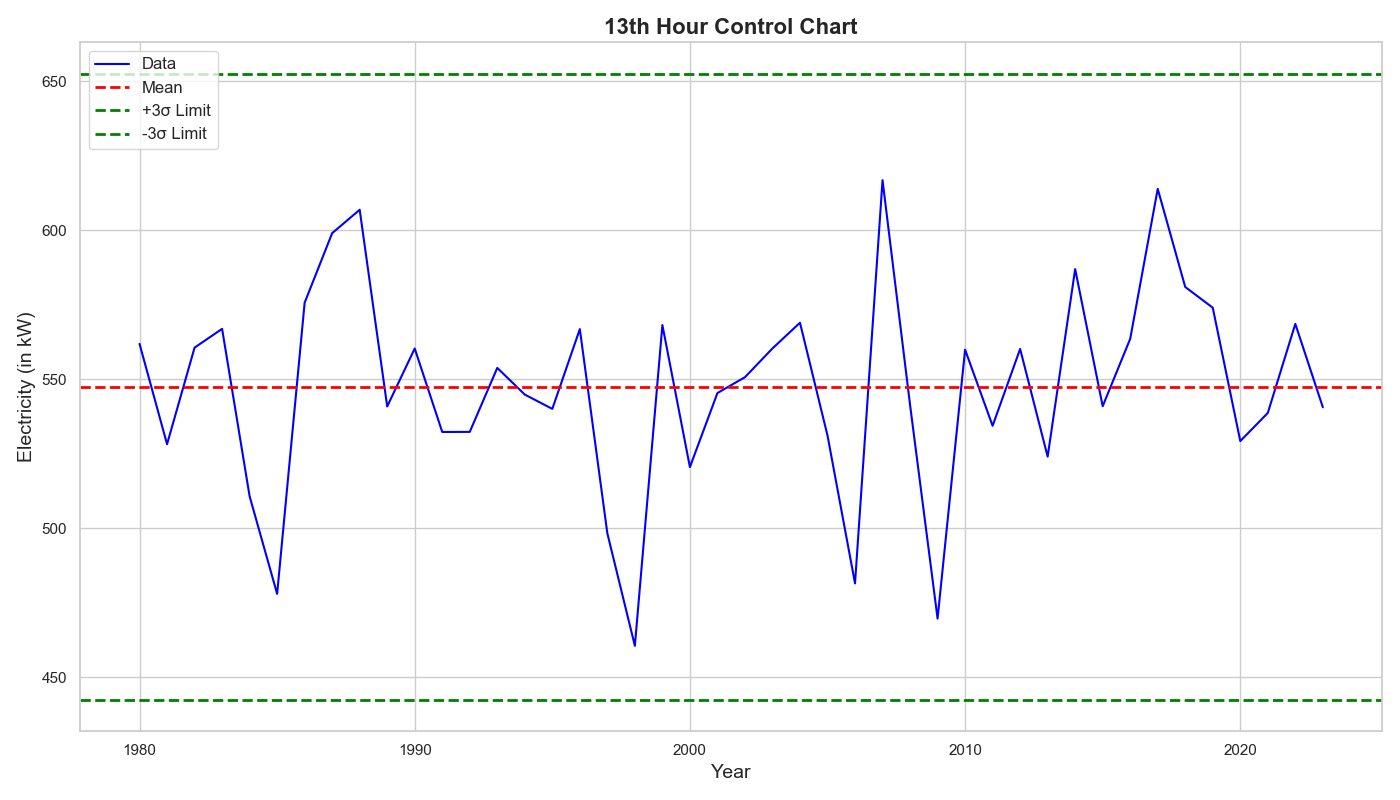 13th Hour Control Chart
Data
Mean
+3σ Limit
-3σ Limit
Electricity (in kW)
650
600
550
500
450
1980
1990
2000
2010
2020
Year